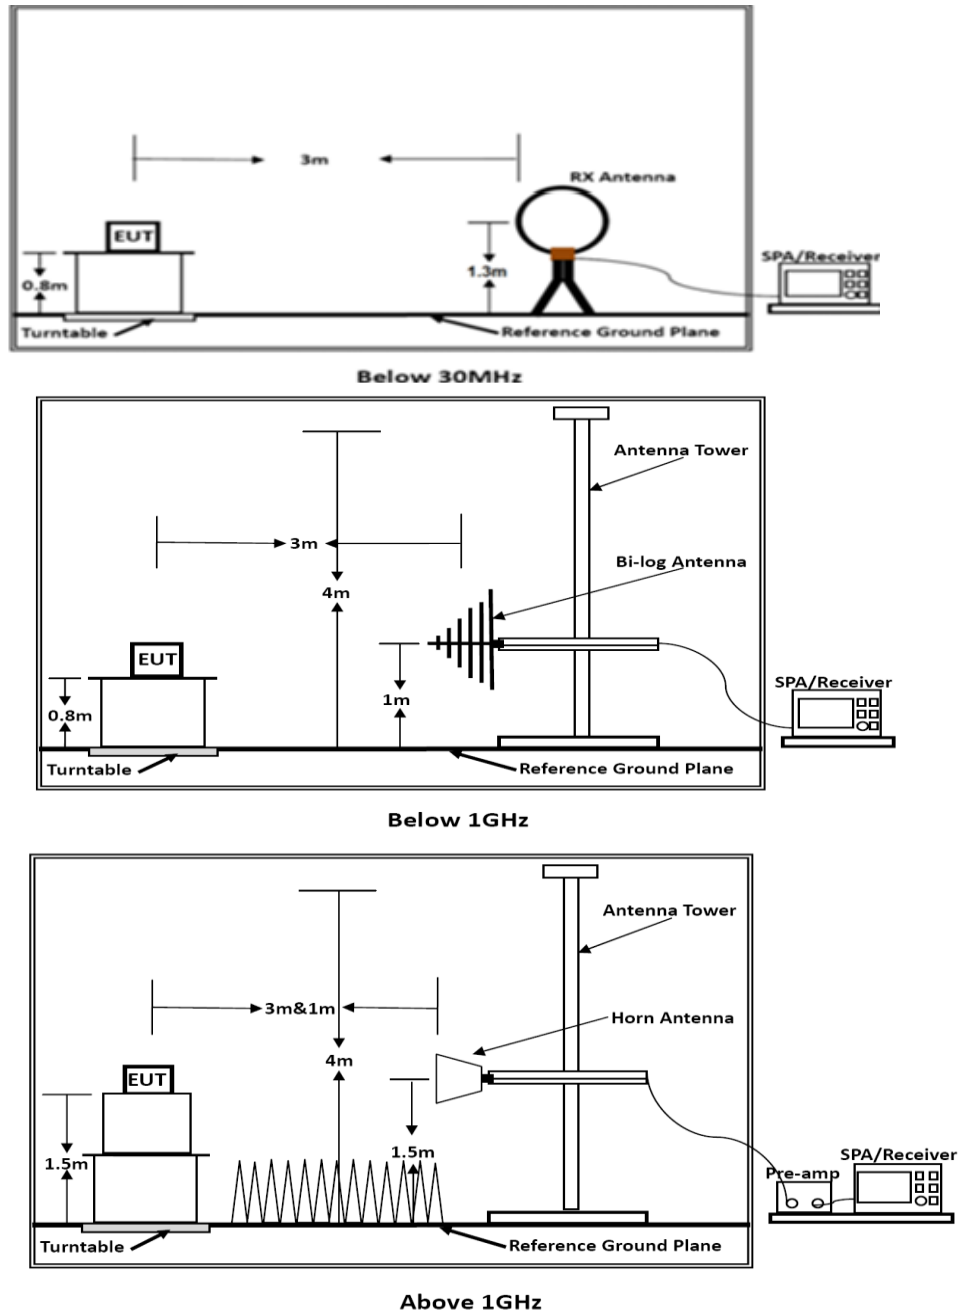 3m
RX Antenna
EUT
SPA/Receiver
1.3m
0.8m
Turntable
Reference Ground Plane
Below 30MHz
Antenna Tower
3m
Bi-log Antenna
4m
EUT
SPA/Receiver
1m
0.8m
Turntable
Reference Ground Plane
Below 1GHz
Antenna Tower
3m&1m
Horn Antenna
4m
EUT
1.5m
SPA/Receiver
1.5m
Pre-amp
Turntable
Reference Ground Plane
Above 1GHz